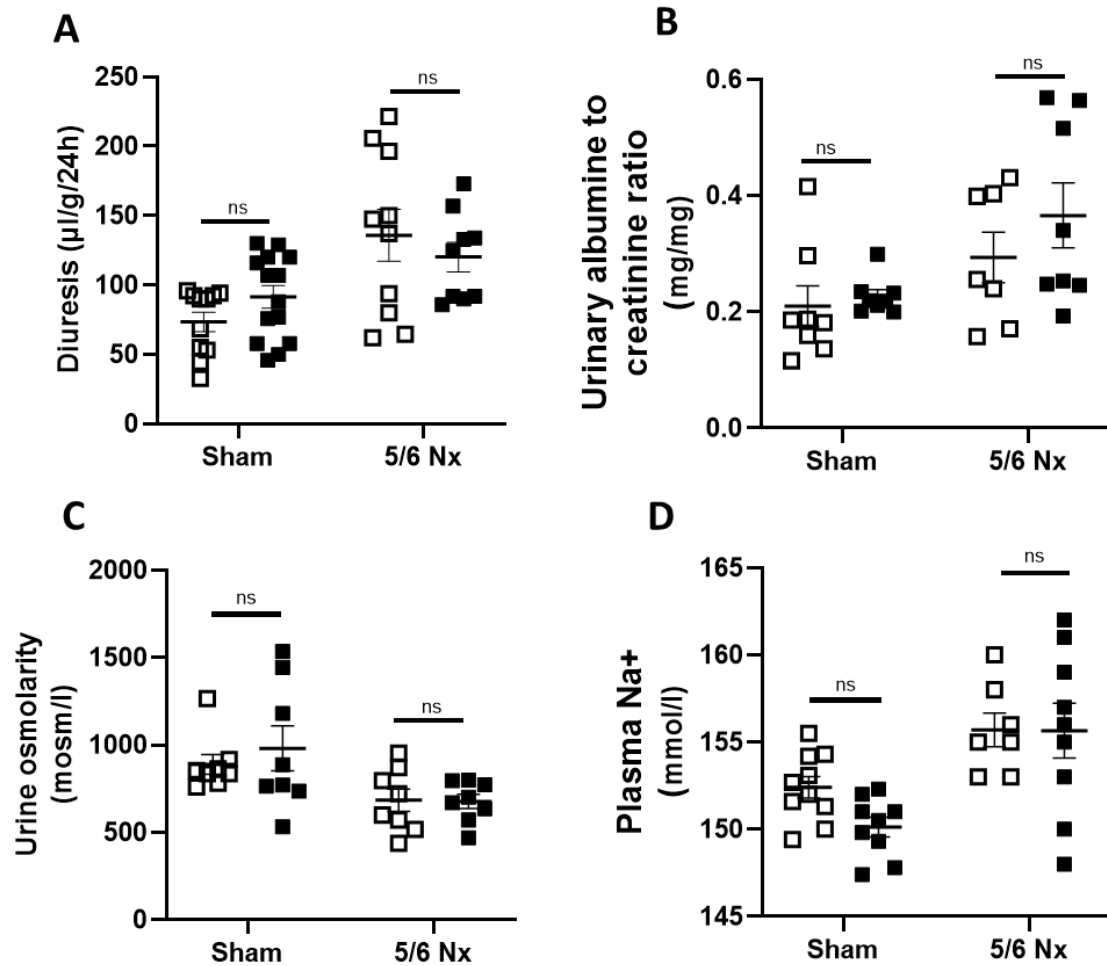 A
Diuresis (µl/g/24h)
250
200
150
100
50
0
ns
ns
Sham
5/6 Nx
B
Urinary albumine to
creatinine ratio
(mg/mg)
0.6
0.4
0.2
0.0
ns
ns
Sham
5/6 Nx
C
Urine osmolarity
(mosm/l)
2000
1500
1000
500
0
ns
ns
Sham
5/6 Nx
D
Plasma Na+
(mmol/l)
165
160
155
150
145
ns
ns
Sham
5/6 Nx